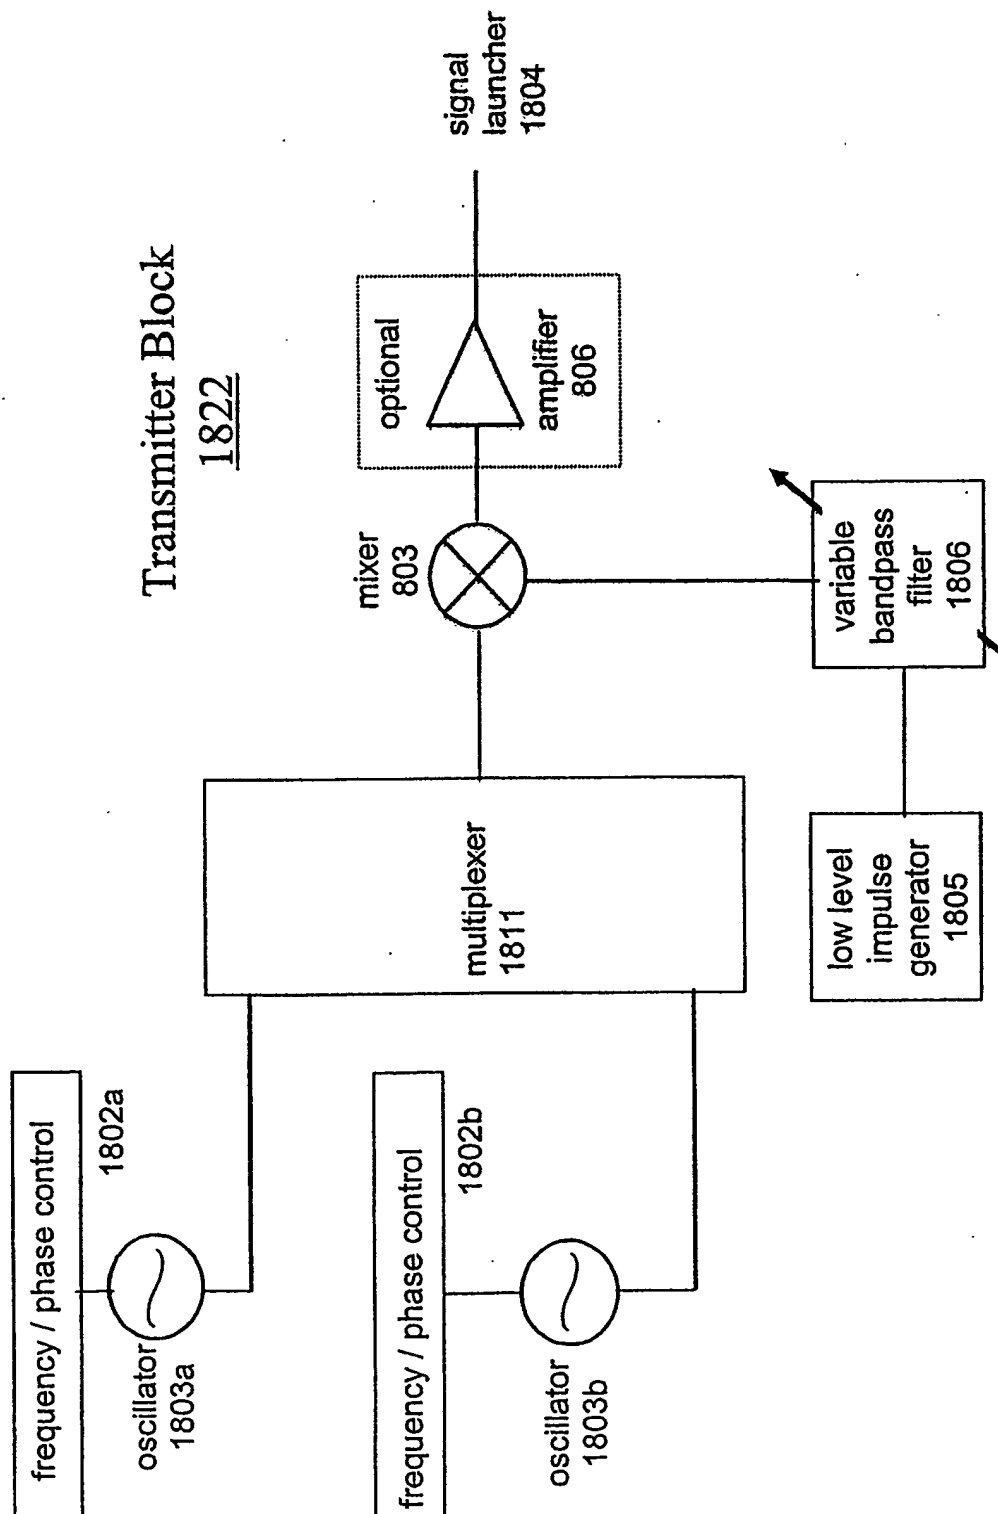 Transmitter Block
1822
frequency / phase control
1802a
oscillator
1803a
frequency / phase control
1802b
oscillator
1803b
multiplexer
1811
mixer
803
optional
amplifier
806
signal
launcher
1804
low level
impulse
generator
1805
variable
bandpass
filter
1806